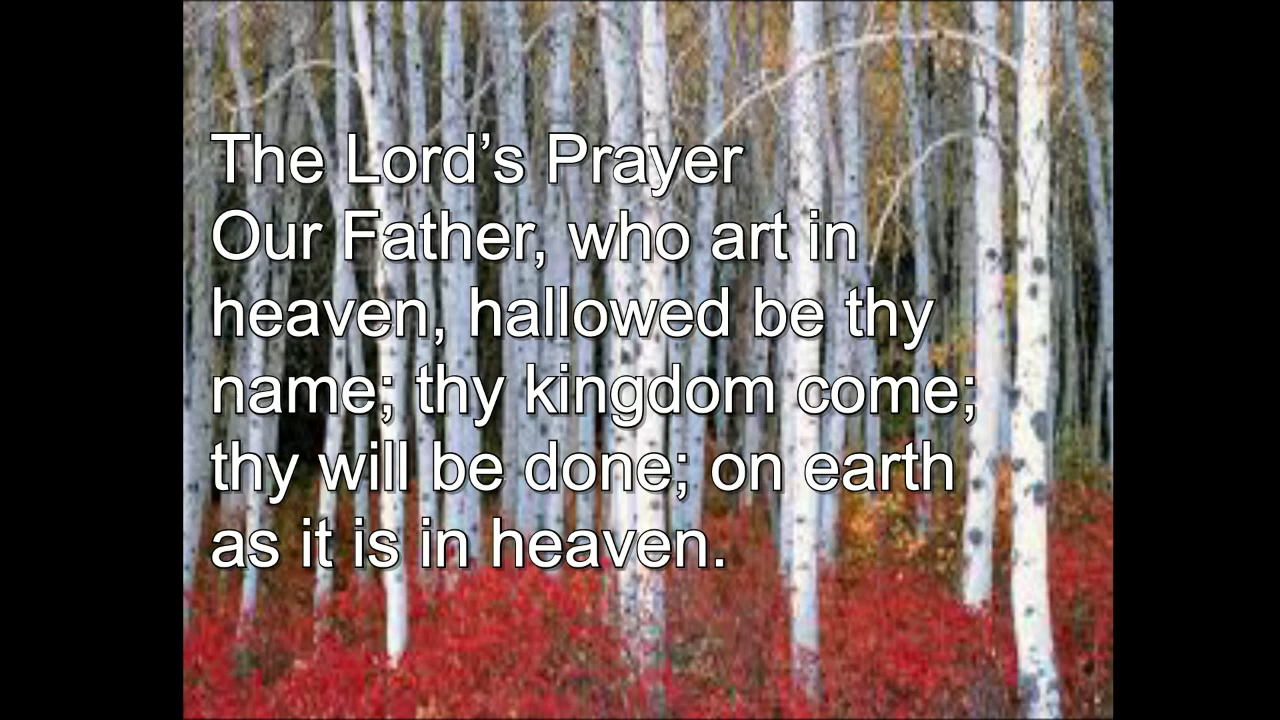 The Lord’s Prayer
Our Father, who art in
heaven, hallowed be thy
name; thy kingdom come;
thy will be done; on earth
as it is in heaven.